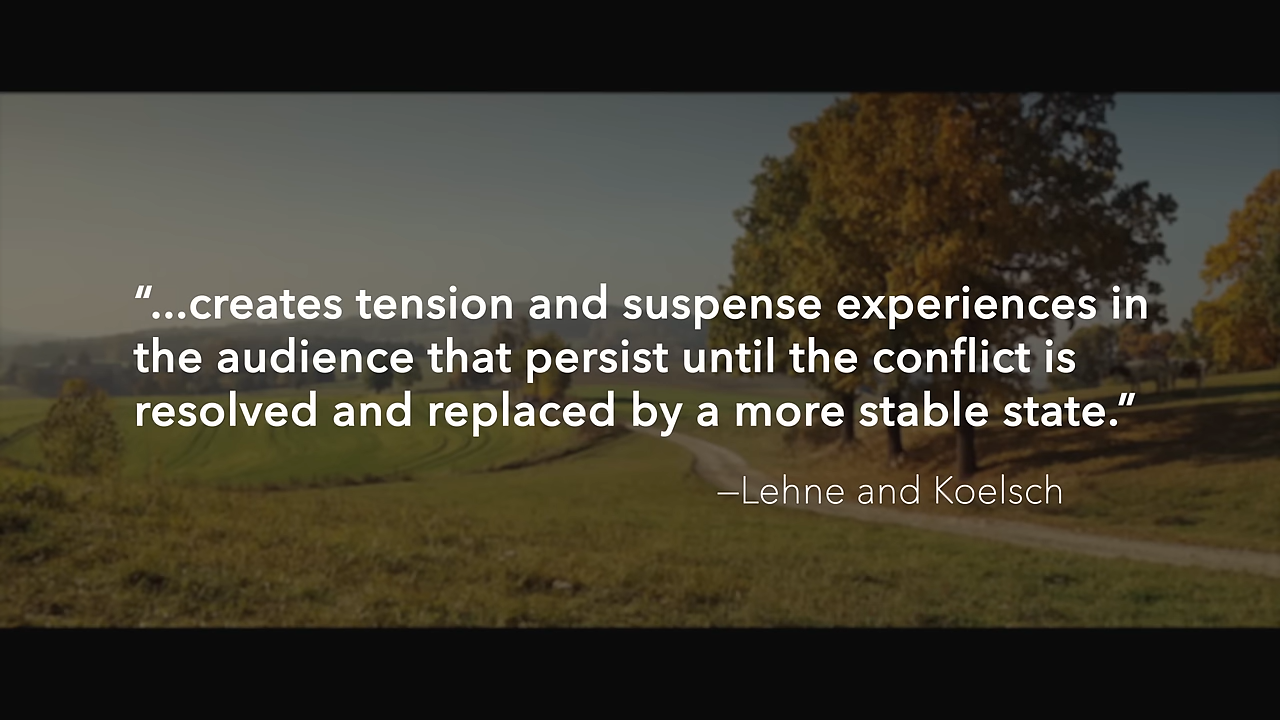 “...creates tension and suspense experiences in
the audience that persist until the conflict is
resolved and replaced by a more stable state.”
–Lehne and Koelsch